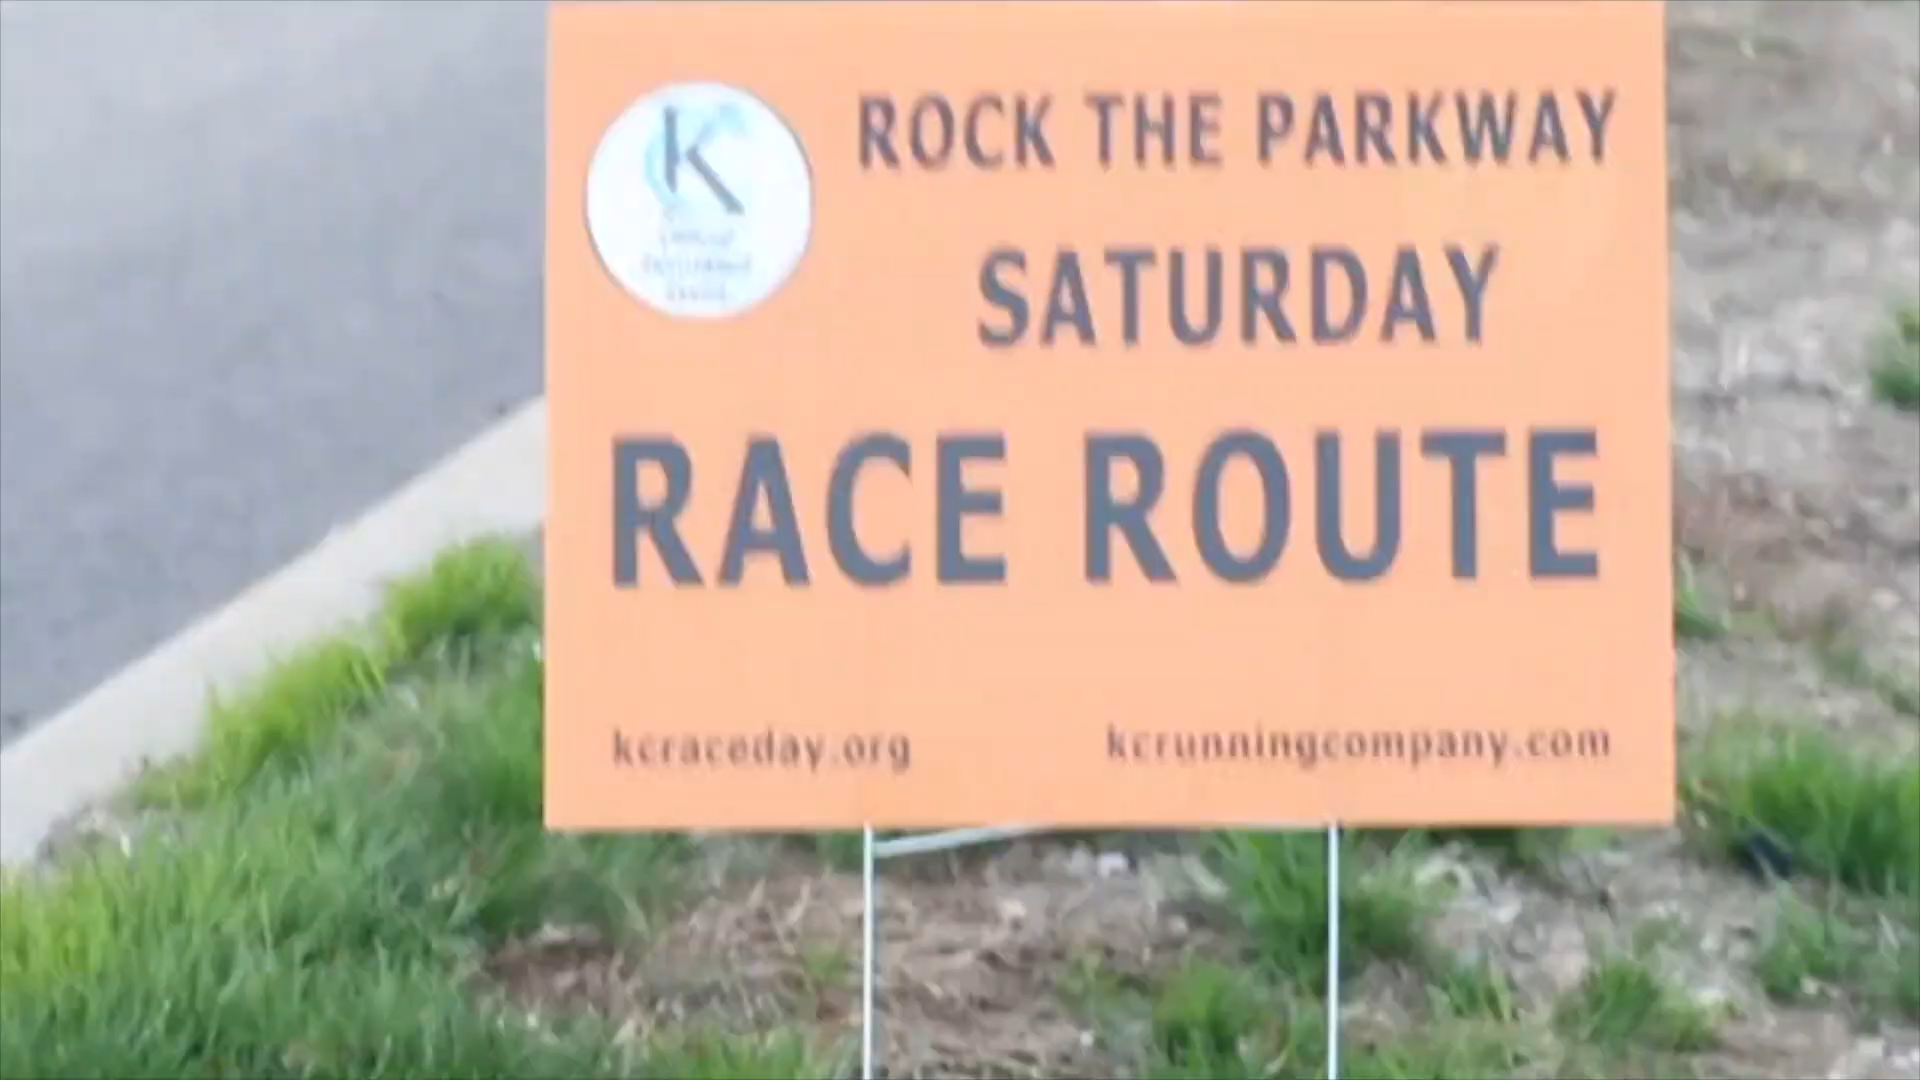 K
ROCK THE PARKWAY
SATURDAY
RACE ROUTE
kcraceday.org kcrunningcompany.com